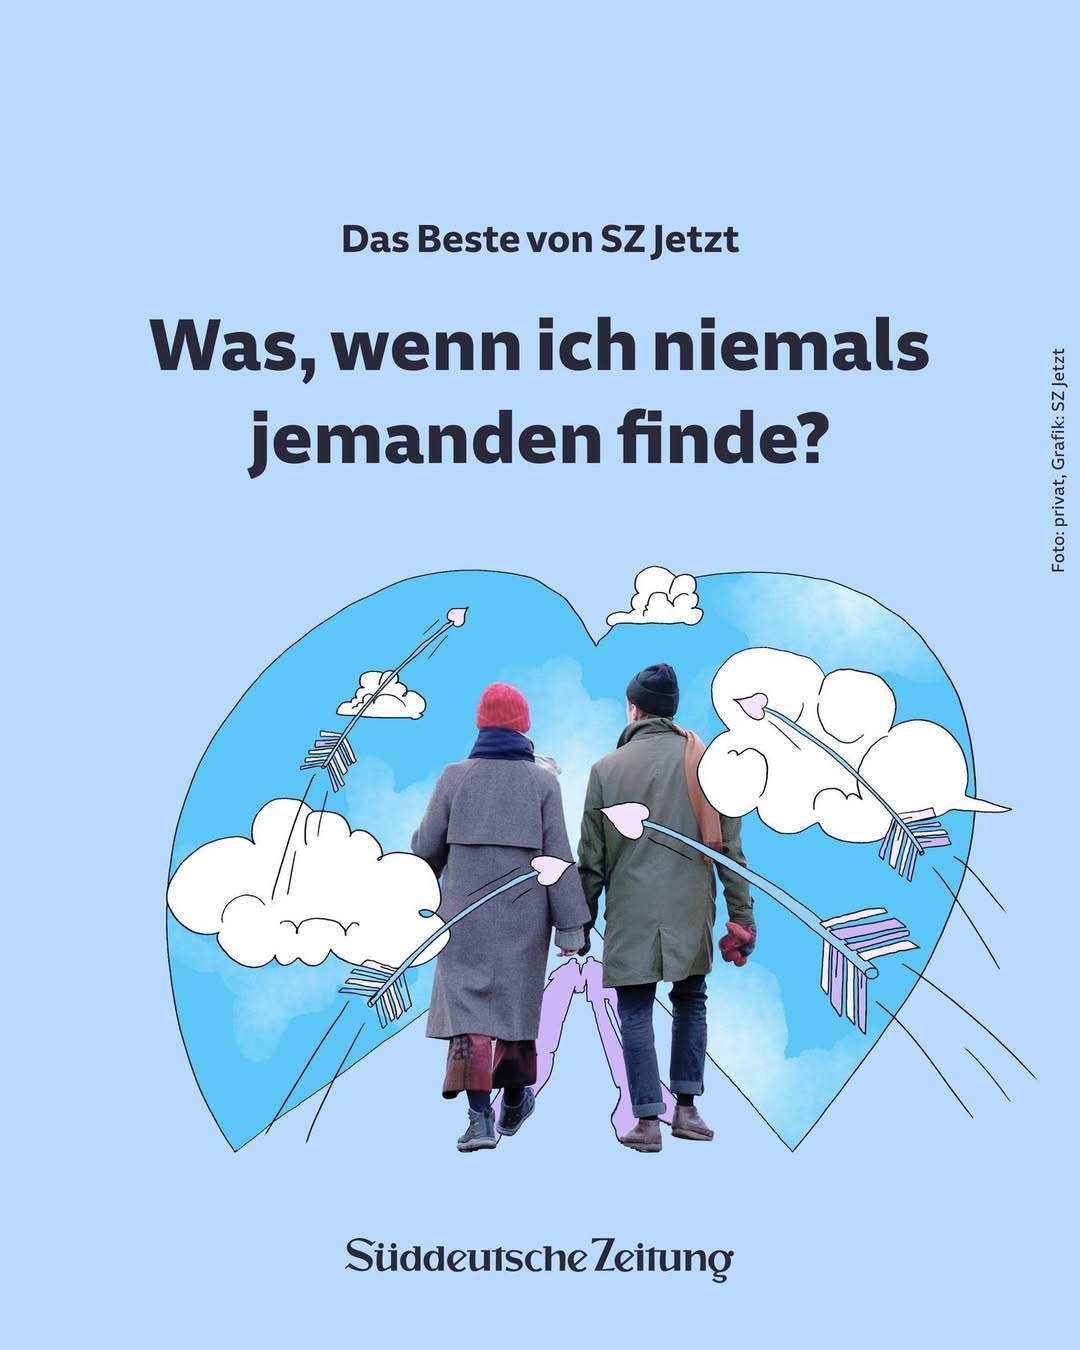 Das Beste von SZ Jetzt
Was, wenn ich niemals
jemanden finde?
Foto: privat, Grafik: SZ Jetzt
Süddeutsche Zeitung